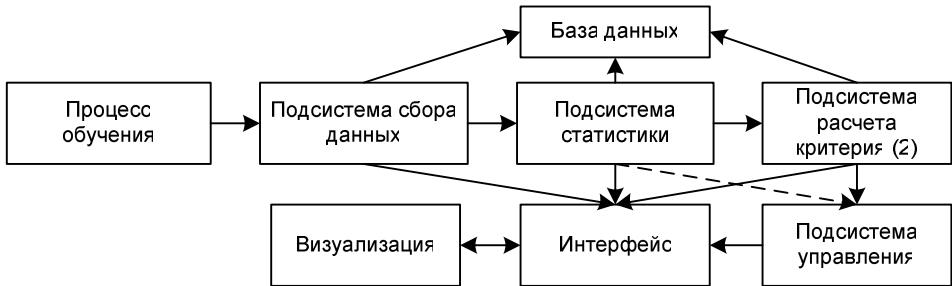 База данных
Процесс
обучения
Подсистема сбора
данных
Подсистема
статистики
Подсистема
расчета
критерия (2)
Визуализация
Интерфейс
Подсистема
управления